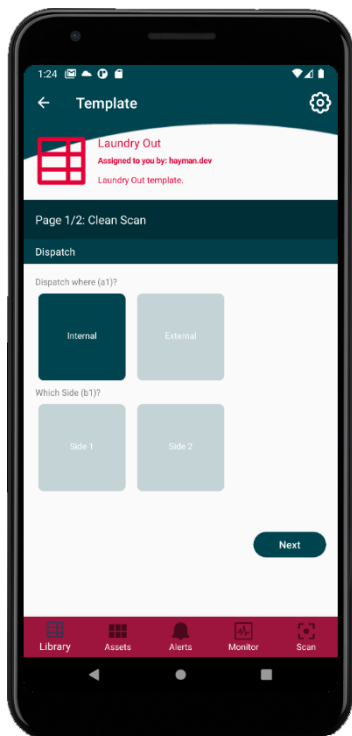 1:24
Template
Laundry Out
Assigned to you by: hayman.dev
Laundry Out template.
Page 1/2: Clean Scan
Dispatch
Dispatch where (a1)?
Internal External
Which Side (b1)?
Side 1 Side 2
Next
Library Assets Alerts Monitor Scan